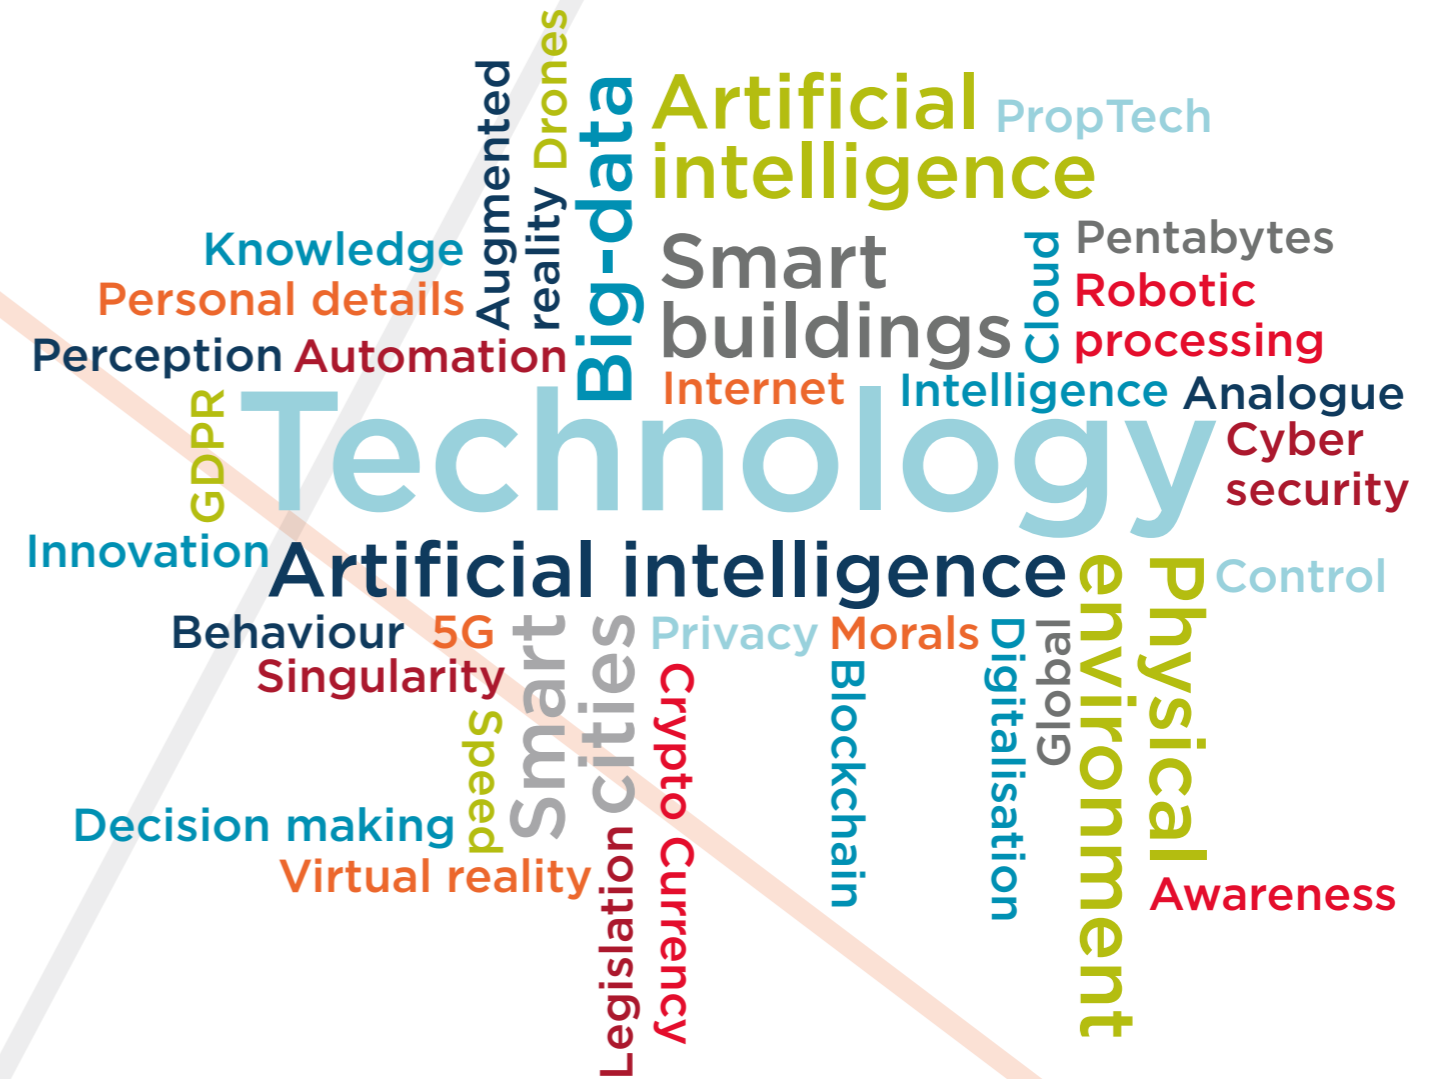 Drones
Augmented
reality
Big-data
Artificial
intelligence
PropTech
Knowledge
Personal details
Perception
Automation
Smart
buildings
Cloud
Pentabytes
Robotic
processing
Internet
Intelligence
Analogue
GDPR
Technology
Cyber
security
Innovation
Artificial intelligence
Physical
environment
Control
Behaviour
5G
Singularity
Smart
cities
Privacy
Morals
Digitalisation
Global
Speed
Crypto Currency
Blockchain
Decision making
Virtual reality
Legislation
Awareness